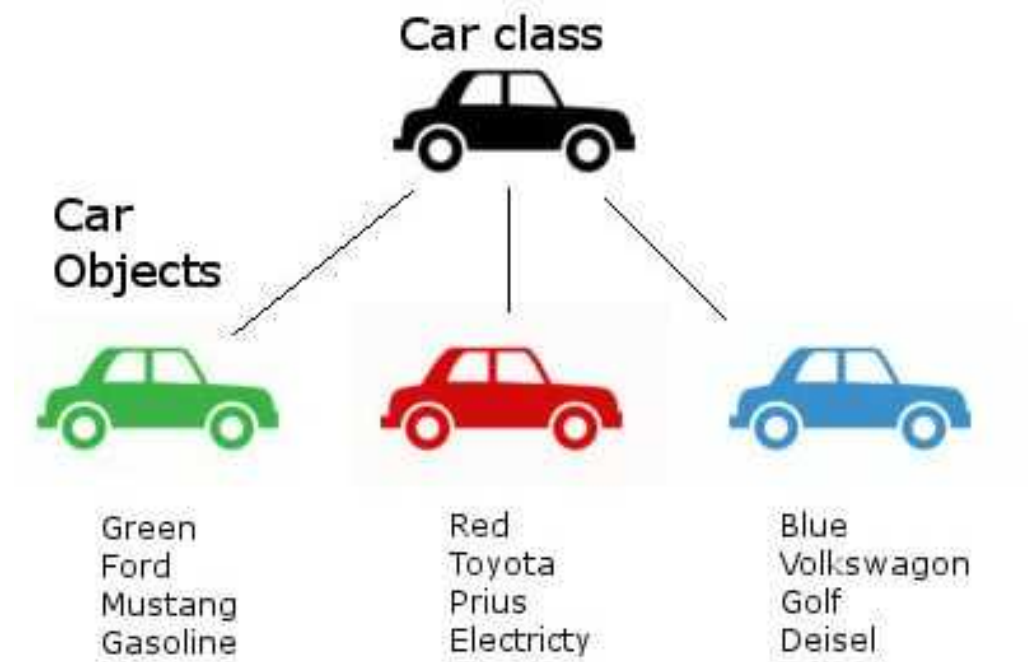 Car class
Car
Objects
Green
Ford
Mustang
Gasoline
Red
Toyota
Prius
Electricty
Blue
Volkswagon
Golf
Deisel